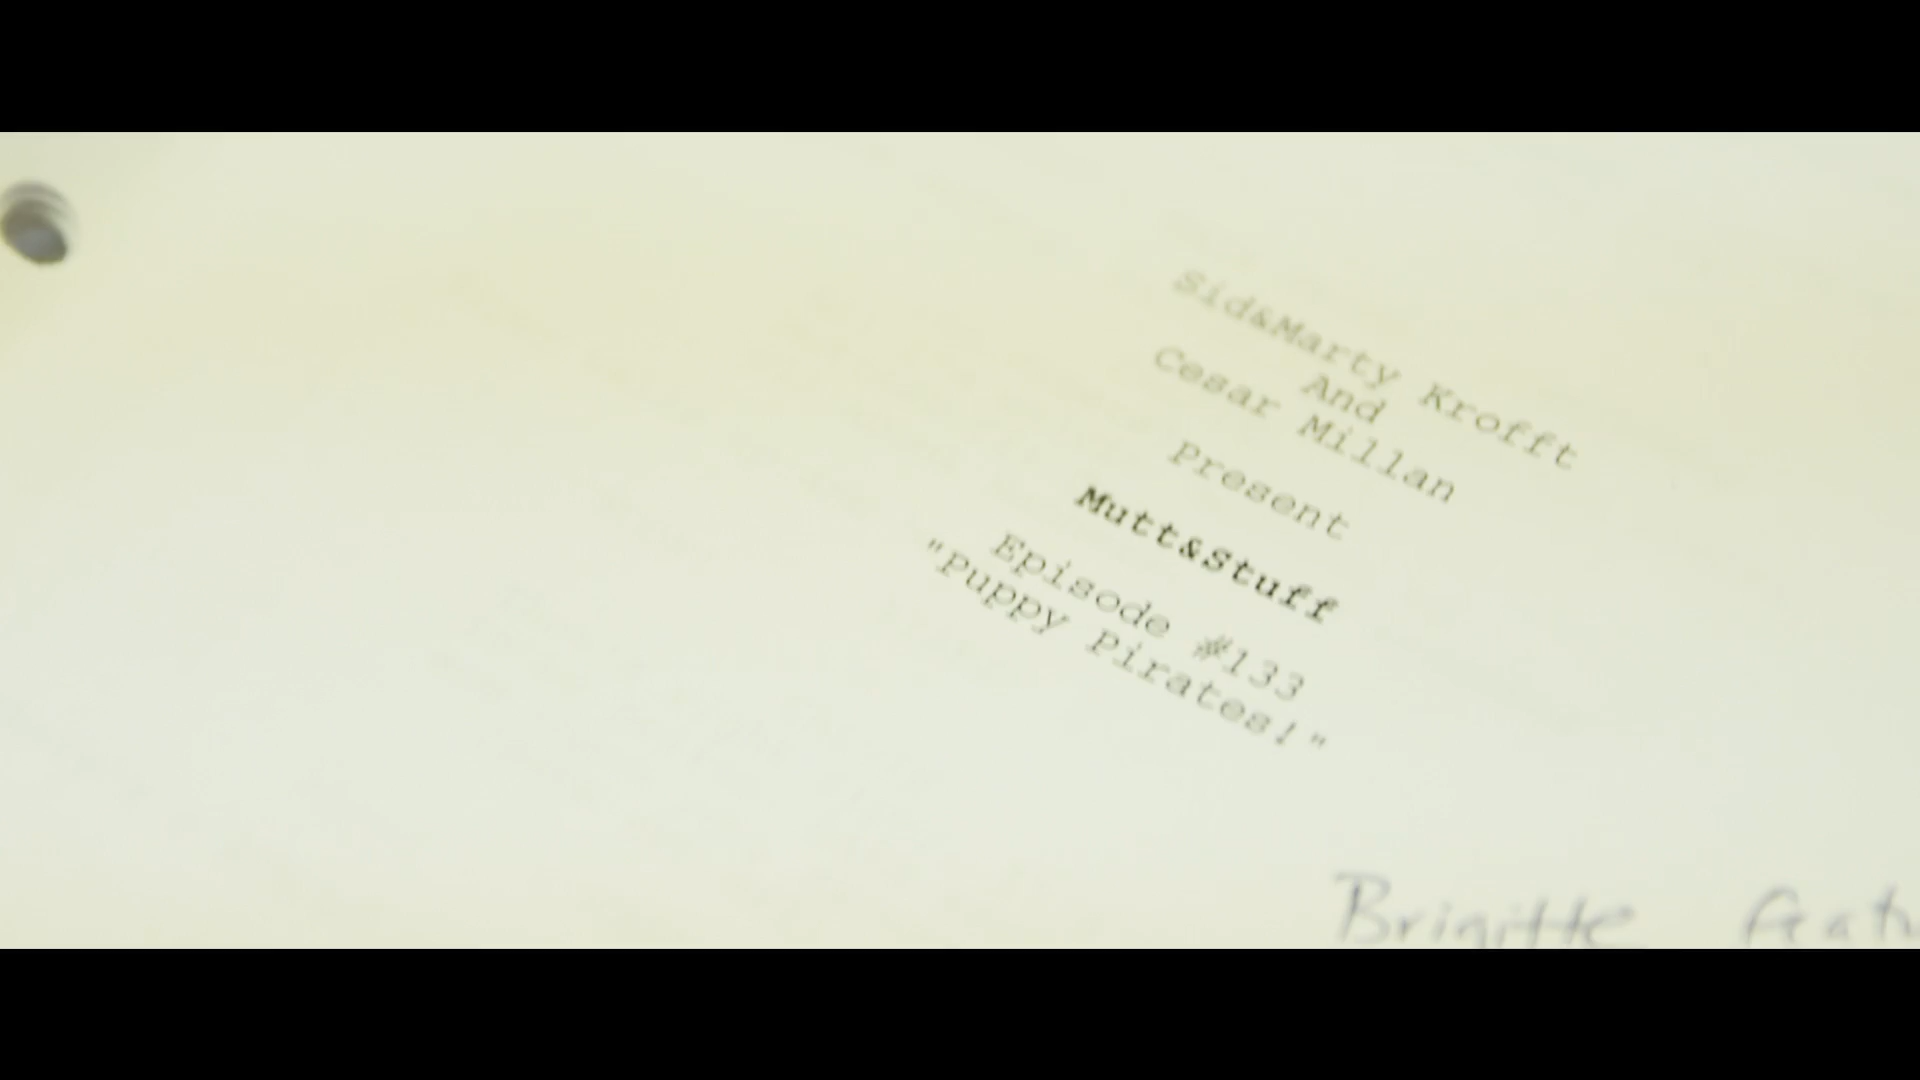 Sid&Marty Krofft
And
Cesar Millan
Present
Mutt&Stuff
Episode #133
"Puppy Pirates!"
Brigitte